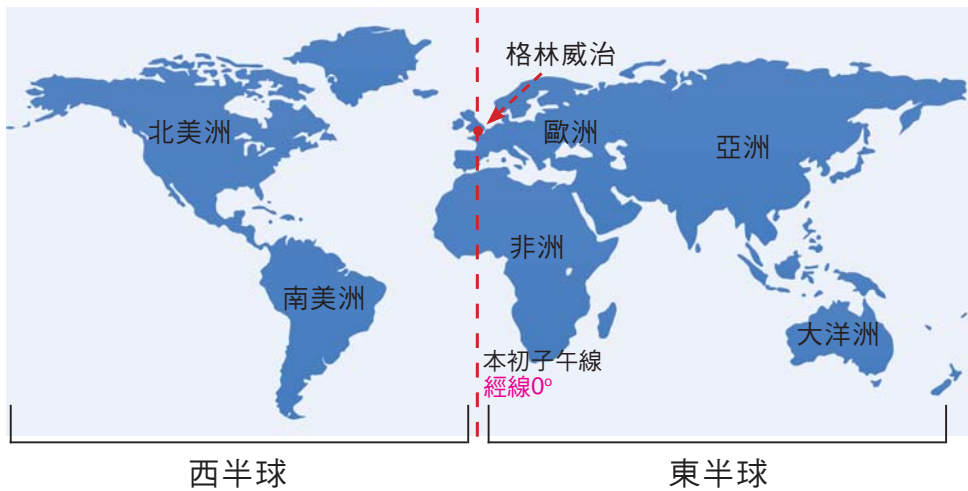 格林威治
北美洲
歐洲
亞洲
非洲
南美洲
大洋洲
本初子午線
經線0°
西半球
東半球